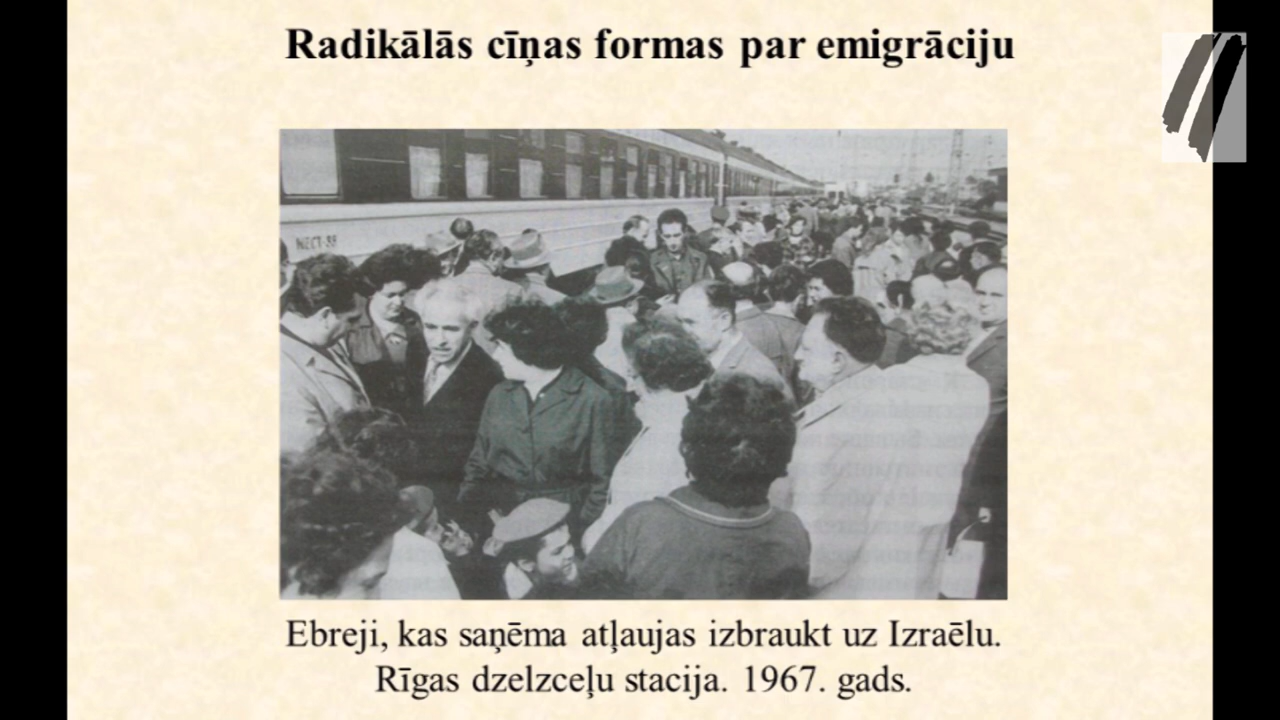 Radikālās cīņas formas par emigrāciju
Ebreji, kas saņēma atļaujas izbraukt uz Izraēlu.
Rīgas dzelzceļu stacija. 1967. gads.